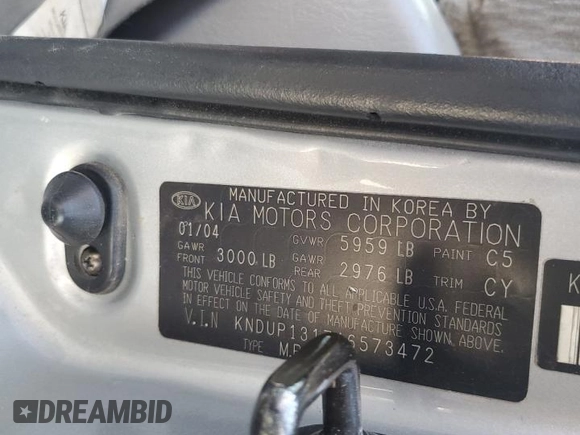 KIA
MANUFACTURED IN KOREA BY
KIA MOTORS CORPORATION
01/04 GVWR 5959 LB PAINT C5
GAWR FRONT 3000 LB GAWR REAR 2976 LB TRIM CY
THIS VEHICLE CONFORMS TO ALL APPLICABLE U.S.A. FEDERAL
MOTOR VEHICLE SAFETY AND THEFT PREVENTION STANDARDS
IN EFFECT ON THE DATE OF MANUFACTURE SHOWN ABOVE.
V.I.N
TYPE
K
DREAMBID